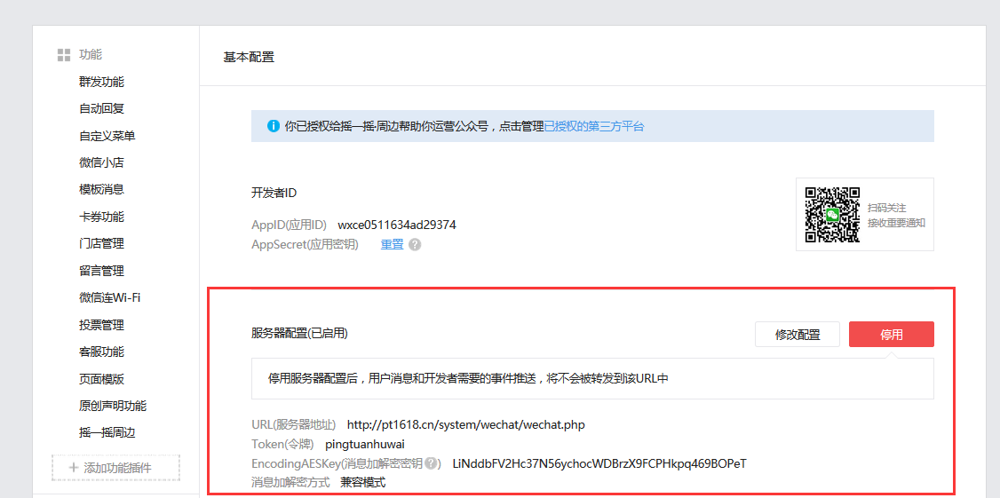 功能
群发功能
自动回复
自定义菜单
微信小店
模板消息
卡券功能
门店管理
留言管理
微信连Wi-Fi
投票管理
客服功能
页面模版
原创声明功能
摇一摇周边
添加功能插件
基本配置
你已授权给摇一摇·周边帮助你运营公众号，点击管理已授权的第三方平台
开发者ID
AppID(应用ID) wxce0511634ad29374
AppSecret(应用密钥) 重置
扫码关注
接收重要通知
服务器配置(已启用) 修改配置 停用
停用服务器配置后，用户消息和开发者需要的事件推送，将不会被转发到该URL中
URL(服务器地址) http://pt1618.cn/system/wechat/wechat.php
Token(令牌) pingtuanhuwai
EncodingAESKey(消息加解密密钥 ) LiNddbFV2Hc37N56ychocWDBrzX9FCPHkpq469BOPeT
消息加解密方式 兼容模式